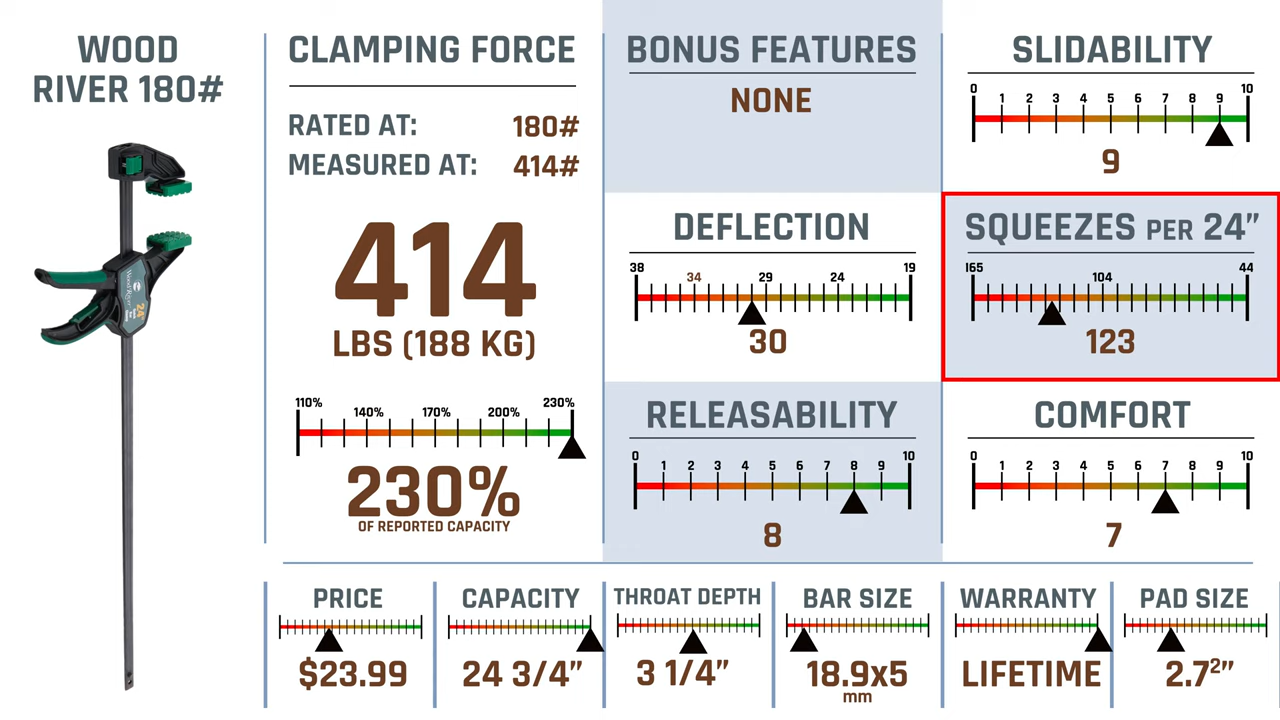 WOOD
RIVER 180#
CLAMPING FORCE
RATED AT: 180#
MEASURED AT: 414#
414
LBS (188 KG)
110% 140% 170% 200% 230%
230%
OF REPORTED CAPACITY
BONUS FEATURES
NONE
DEFLECTION
38 34 29 24 19
30
RELEASABILITY
0 1 2 3 4 5 6 7 8 9 10
8
SLIDABILITY
0 1 2 3 4 5 6 7 8 9 10
9
SQUEEZES PER 24”
165 104 44
123
COMFORT
0 1 2 3 4 5 6 7 8 9 10
7
PRICE
$23.99
CAPACITY
24 3/4”
THROAT DEPTH
3 1/4”
BAR SIZE
18.9x5
mm
WARRANTY
LIFETIME
PAD SIZE
2.7²”
WoodRiver
24"